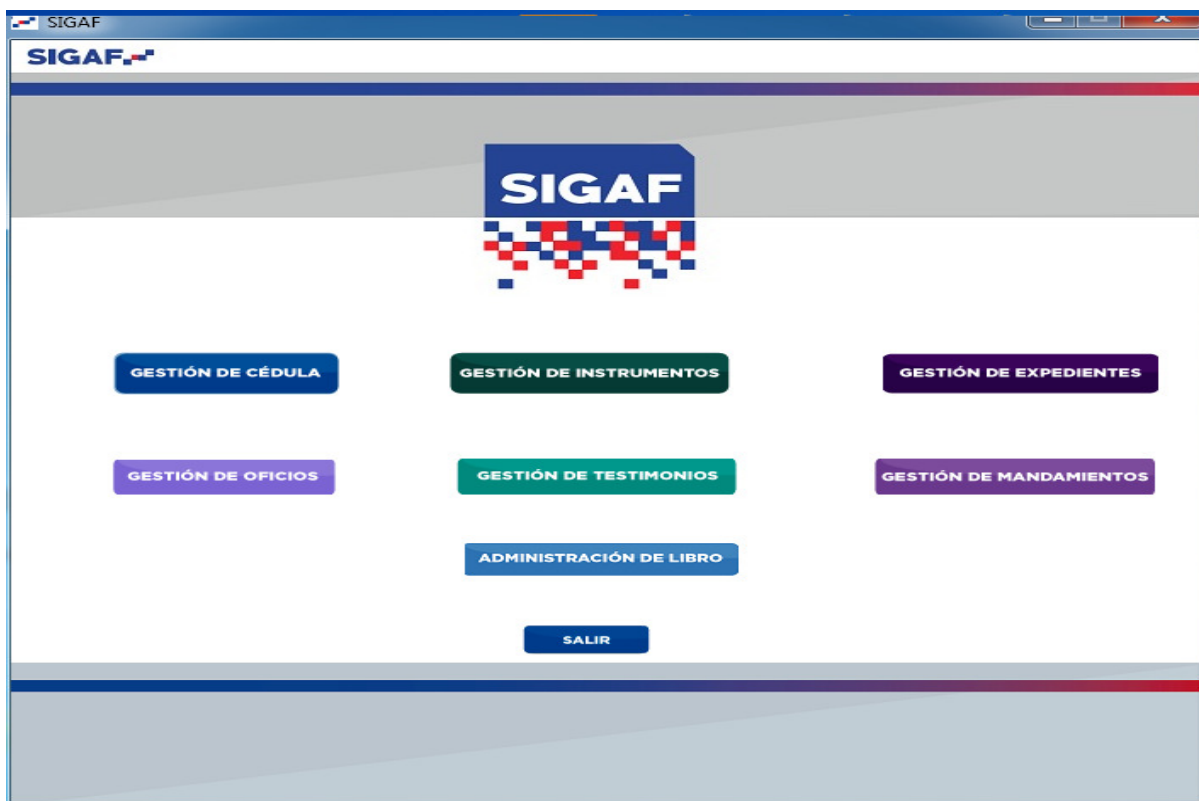 SIGAF
SIGAF
SIGAF
GESTIÓN DE CÉDULA
GESTIÓN DE INSTRUMENTOS
GESTIÓN DE EXPEDIENTES
GESTIÓN DE OFICIOS
GESTIÓN DE TESTIMONIOS
GESTIÓN DE MANDAMIENTOS
ADMINISTRACIÓN DE LIBRO
SALIR